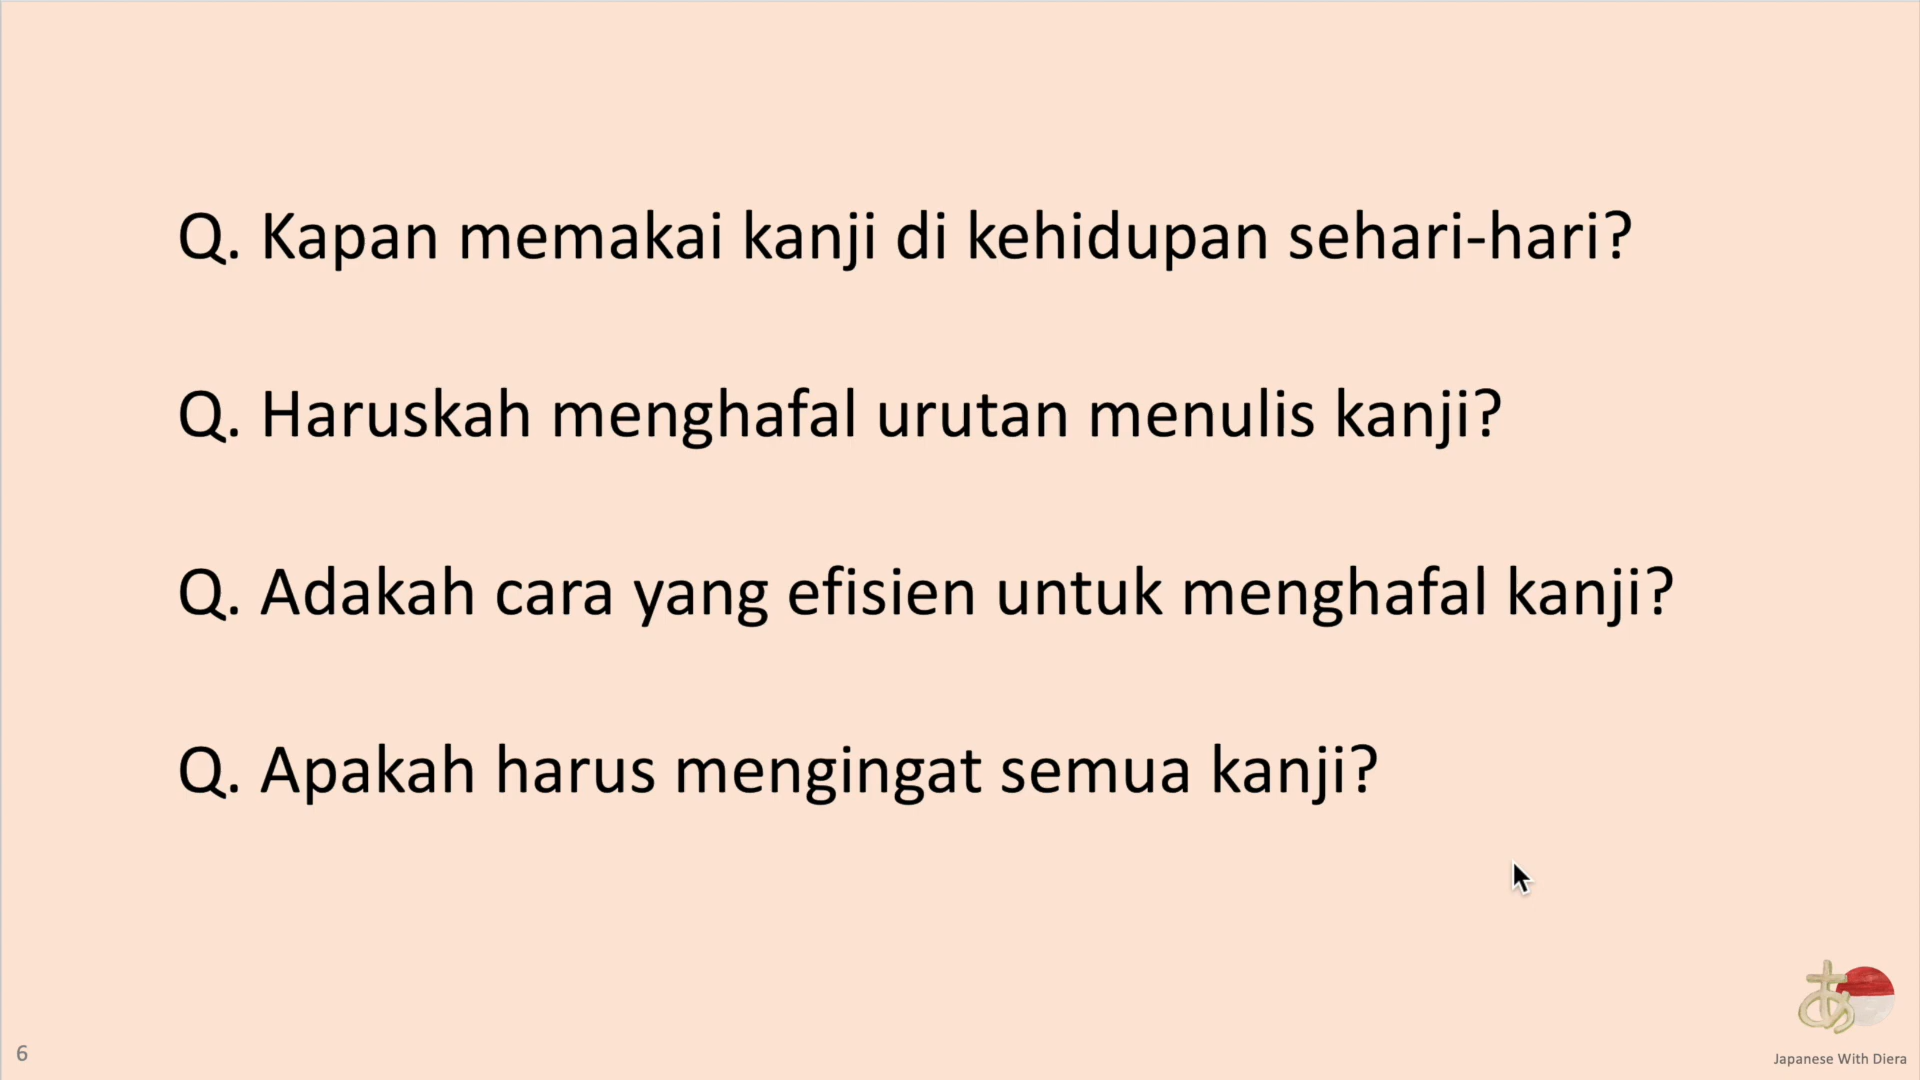 Q. Kapan memakai kanji di kehidupan sehari-hari?
Q. Haruskah menghafal urutan menulis kanji?
Q. Adakah cara yang efisien untuk menghafal kanji?
Q. Apakah harus mengingat semua kanji?
あ
6
Japanese With Diera